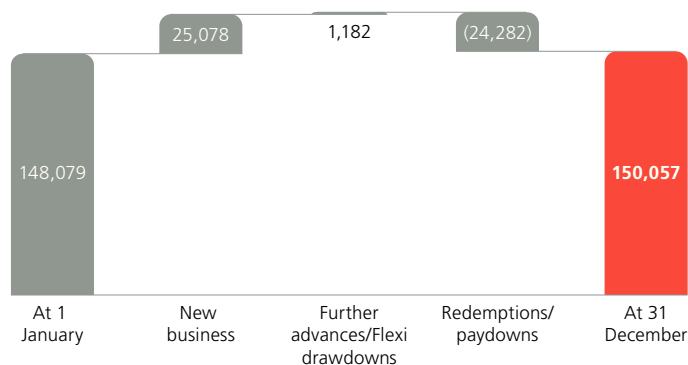 25,078
1,182
(24,282)
148,079
150,057
At 1
January
New
business
Further
advances/Flexi
drawdowns
Redemptions/
paydowns
At 31
December